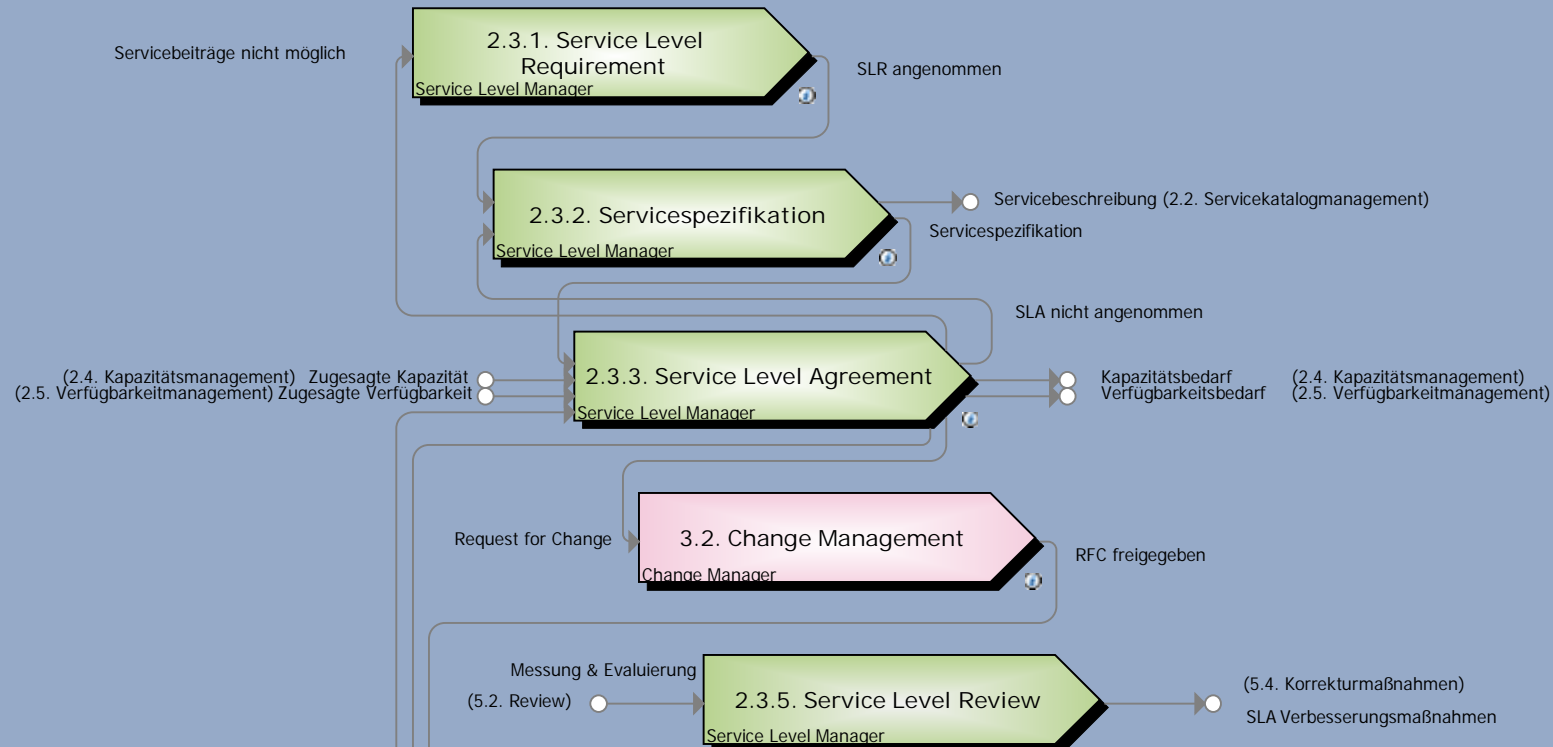 2.3.1. Service Level
Requirement
Service Level Manager
Servicebeiträge nicht möglich
SLR angenommen
2.3.2. Servicespezifikation
Service Level Manager
Servicebeschreibung (2.2. Servicekatalogmanagement)
Servicespezifikation
SLA nicht angenommen
(2.4. Kapazitätsmanagement) Zugesagte Kapazität
(2.5. Verfügbarkeitmanagement) Zugesagte Verfügbarkeit
2.3.3. Service Level Agreement
Service Level Manager
Kapazitätsbedarf (2.4. Kapazitätsmanagement)
Verfügbarkeitsbedarf (2.5. Verfügbarkeitmanagement)
Request for Change
3.2. Change Management
Change Manager
RFC freigegeben
Messung & Evaluierung
(5.2. Review)
2.3.5. Service Level Review
Service Level Manager
(5.4. Korrekturmaßnahmen)
SLA Verbesserungsmaßnahmen